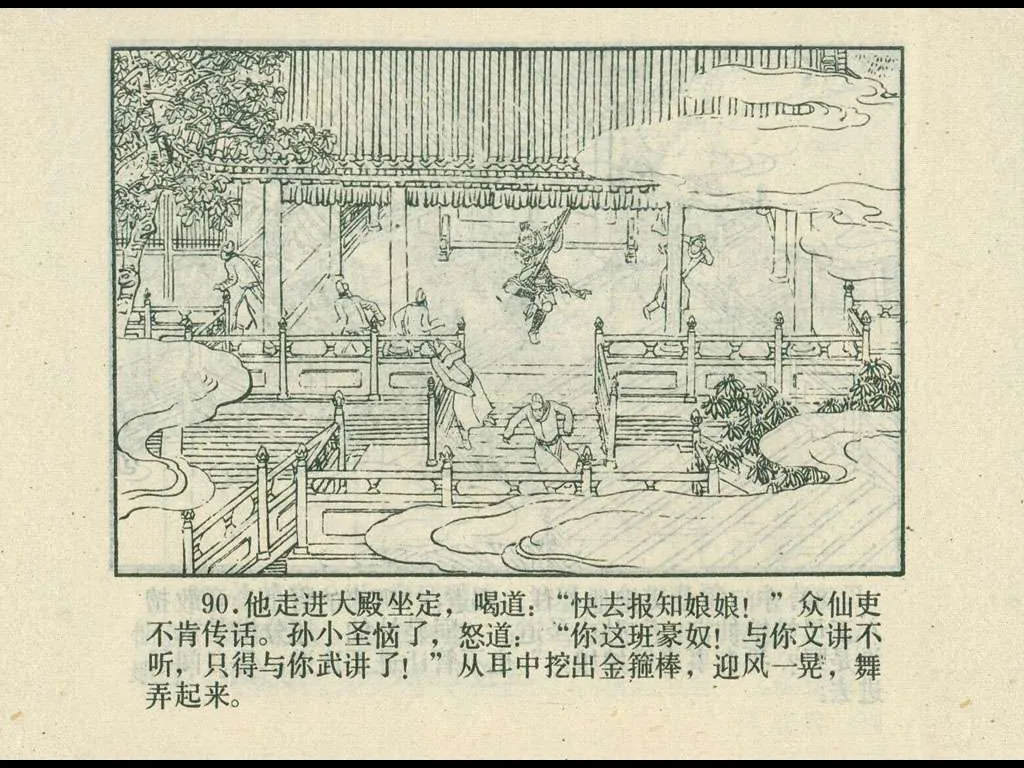 90.他走进大殿坐定，喝道：“快去报知娘娘！”众仙吏
不肯传话。孙小圣恼了，怒道：“你这班豪奴！与你文讲不
听，只得与你武讲了！”从耳中挖出金箍棒，迎风一晃，舞
弄起来。